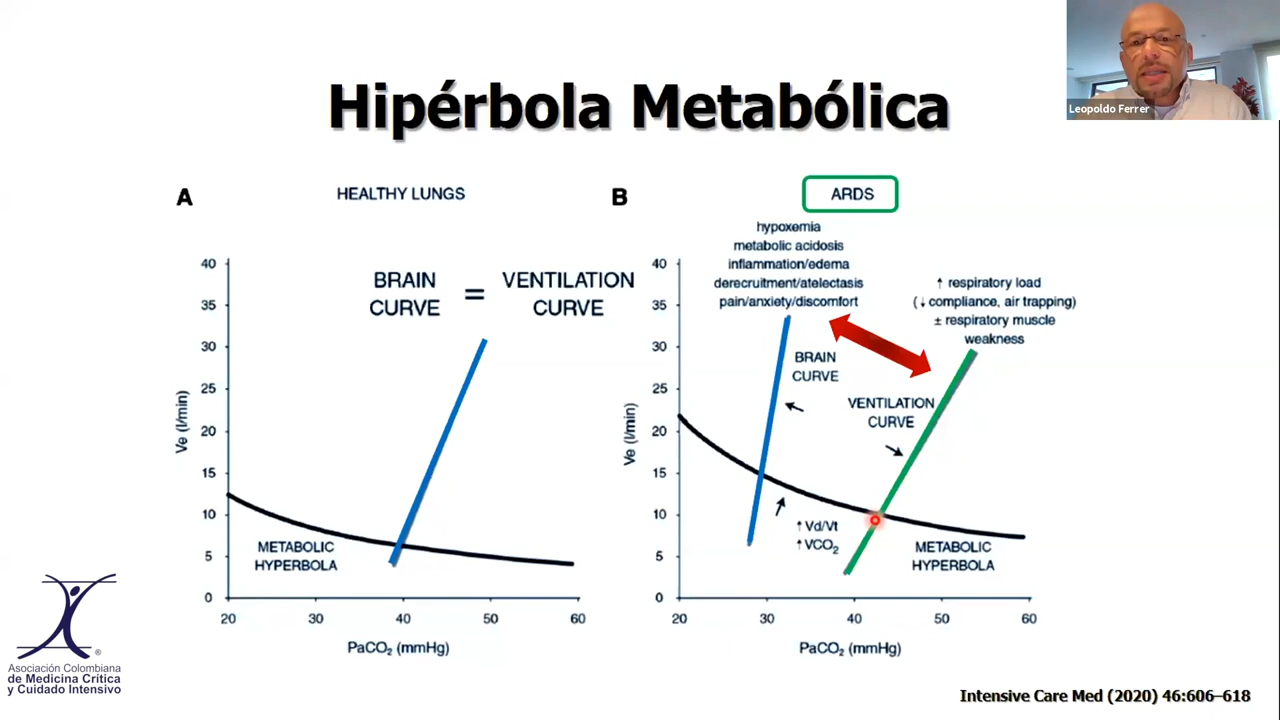 Hipérbola Metabólica
Leopoldo Ferrer
A
HEALTHY LUNGS
BRAIN
CURVE
=
VENTILATION
CURVE
40
35
30
25
20
15
10
5
0
Ve (l/min)
METABOLIC
HYPERBOLA
20
30
40
50
60
PaCO₂ (mmHg)
B
ARDS
hypoxemia
metabolic acidosis
inflammation/edema
derecruitment/atelectasis
pain/anxiety/discomfort
↑ respiratory load
(↓compliance, air trapping)
± respiratory muscle
weakness
BRAIN
CURVE
VENTILATION
CURVE
40
35
30
25
20
15
10
5
0
Ve (l/min)
↑Vd/Vt
↑VCO₂
METABOLIC
HYPERBOLA
20
30
40
50
60
PaCO₂ (mmHg)
®
Asociación Colombiana
de Medicina Crítica
y Cuidado Intensivo
Intensive Care Med (2020) 46:606–618